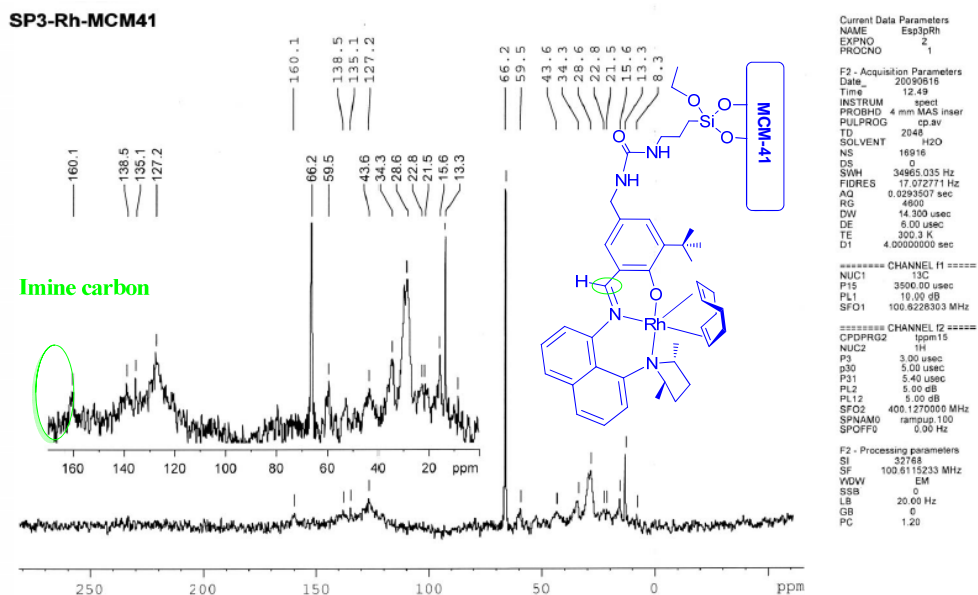 SP3-Rh-MCM41
160.1
138.5
135.1
127.2
66.2
59.5
43.6
34.3
28.6
22.8
21.5
15.6
13.3
8.3
160.1
138.5
135.1
127.2
66.2
59.5
43.6
34.3
28.6
22.8
21.5
15.6
13.3
Imine carbon
160 140 120 100 80 60 40 20 ppm
250 200 150 100 50 0 ppm
O
O
Si
O
MCM-41
O
NH
NH
H
O
N
Rh
N
Current Data Parameters
NAME Esp3pRh
EXPNO 2
PROCNO 1
F2 - Acquisition Parameters
Date_ 20090616
Time 12.49
INSTRUM spect
PROBHD 4 mm MAS inser
PULPROG cp.av
TD 2048
SOLVENT H2O
NS 16916
DS 0
SWH 34965.035 Hz
FIDRES 17.072771 Hz
AQ 0.0293507 sec
RG 4600
DW 14.300 usec
DE 6.00 usec
TE 300.3 K
D1 4.00000000 sec
======== CHANNEL f1 =====
NUC1 13C
P15 3500.00 usec
PL1 10.00 dB
SFO1 100.6228303 MHz
======== CHANNEL f2 =====
CPDPRG2 tppm15
NUC2 1H
P3 3.00 usec
p30 5.00 usec
P31 5.40 usec
PL2 5.00 dB
PL12 5.00 dB
SFO2 400.1270000 MHz
SPNAM0 rampup.100
SPOFF0 0.00 Hz
F2 - Processing parameters
SI 32768
SF 100.6115233 MHz
WDW EM
SSB 0
LB 20.00 Hz
GB 0
PC 1.20